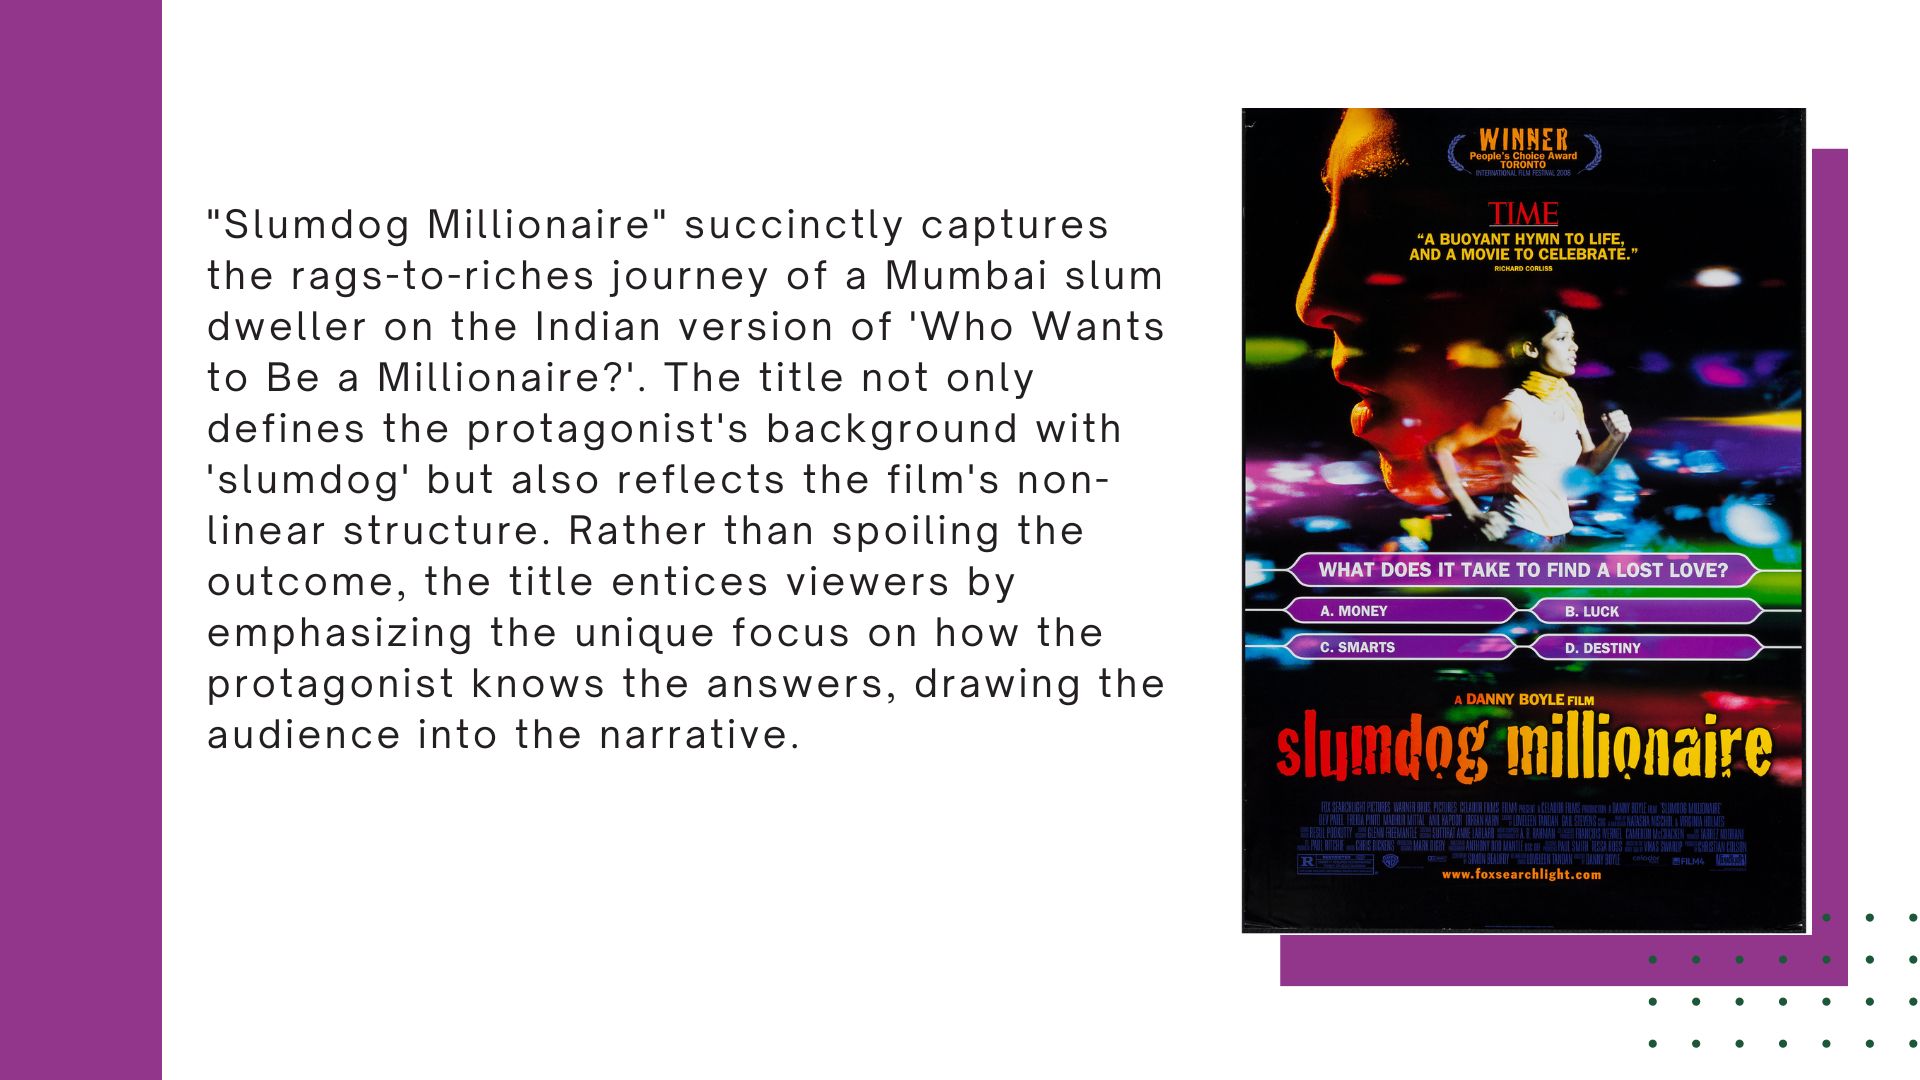 "Slumdog Millionaire" succinctly captures
the rags-to-riches journey of a Mumbai slum
dweller on the Indian version of 'Who Wants
to Be a Millionaire?'. The title not only
defines the protagonist's background with
'slumdog' but also reflects the film's non-
linear structure. Rather than spoiling the
outcome, the title entices viewers by
emphasizing the unique focus on how the
protagonist knows the answers, drawing the
audience into the narrative.
WINNER
People's Choice Award
TORONTO
INTERNATIONAL FILM FESTIVAL 2008
TIME
“A BUOYANT HYMN TO LIFE,
AND A MOVIE TO CELEBRATE.”
RICHARD CORLISS
WHAT DOES IT TAKE TO FIND A LOST LOVE?
A. MONEY
B. LUCK
C. SMARTS
D. DESTINY
A DANNY BOYLE FILM
slumdog millionaire
www.foxsearchlight.com